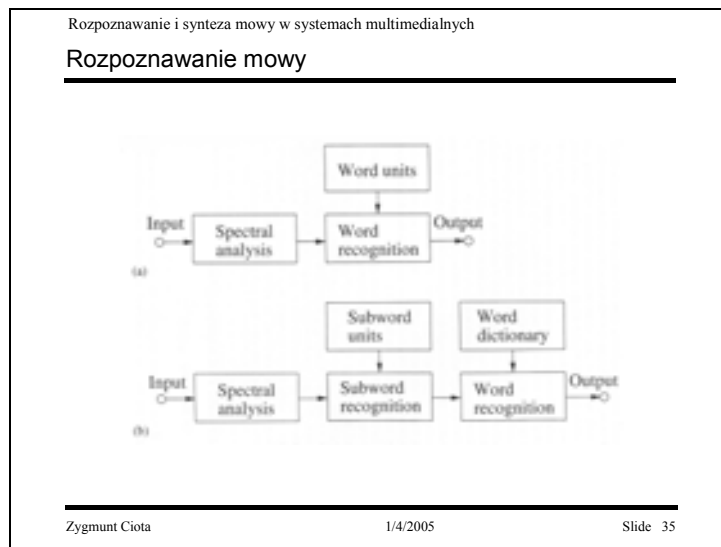 Rozpoznawanie i synteza mowy w systemach multimedialnych
Rozpoznawanie mowy
Word units
Input
Spectral
analysis
Word
recognition
Output
(a)
Subword
units
Word
dictionary
Input
Spectral
analysis
Subword
recognition
Word
recognition
Output
(b)
Zygmunt Ciota 1/4/2005 Slide 35